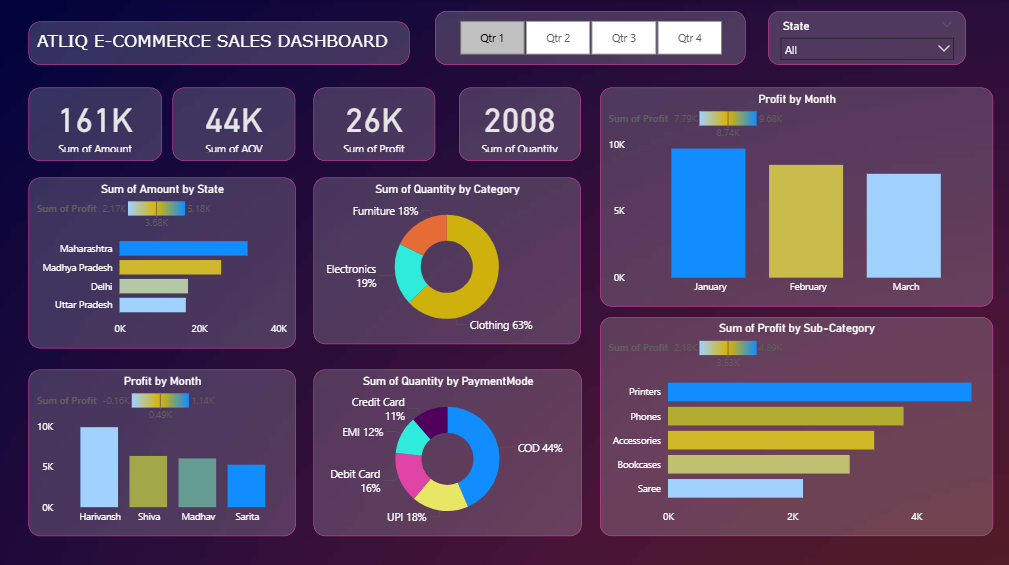 ATLIQ E-COMMERCE SALES DASHBOARD
Qtr 1 Qtr 2 Qtr 3 Qtr 4
State
All
161K
Sum of Amount
44K
Sum of AOV
26K
Sum of Profit
2008
Sum of Quantity
Profit by Month
Sum of Profit 7.79K 9.68K
8.74K
10K
5K
0K
January February March
Sum of Amount by State
Sum of Profit 2.17K 5.18K
3.68K
Maharashtra
Madhya Pradesh
Delhi
Uttar Pradesh
0K 20K 40K
Sum of Quantity by Category
Furniture 18%
Electronics
19%
Clothing 63%
Sum of Profit by Sub-Category
Sum of Profit 2.18K 4.89K
3.53K
Printers
Phones
Accessories
Bookcases
Saree
0K 2K 4K
Profit by Month
Sum of Profit -0.16K 1.14K
0.49K
10K
5K
0K
Harivansh Shiva Madhav Sarita
Sum of Quantity by PaymentMode
Credit Card
11%
EMI 12%
Debit Card
16%
UPI 18%
COD 44%